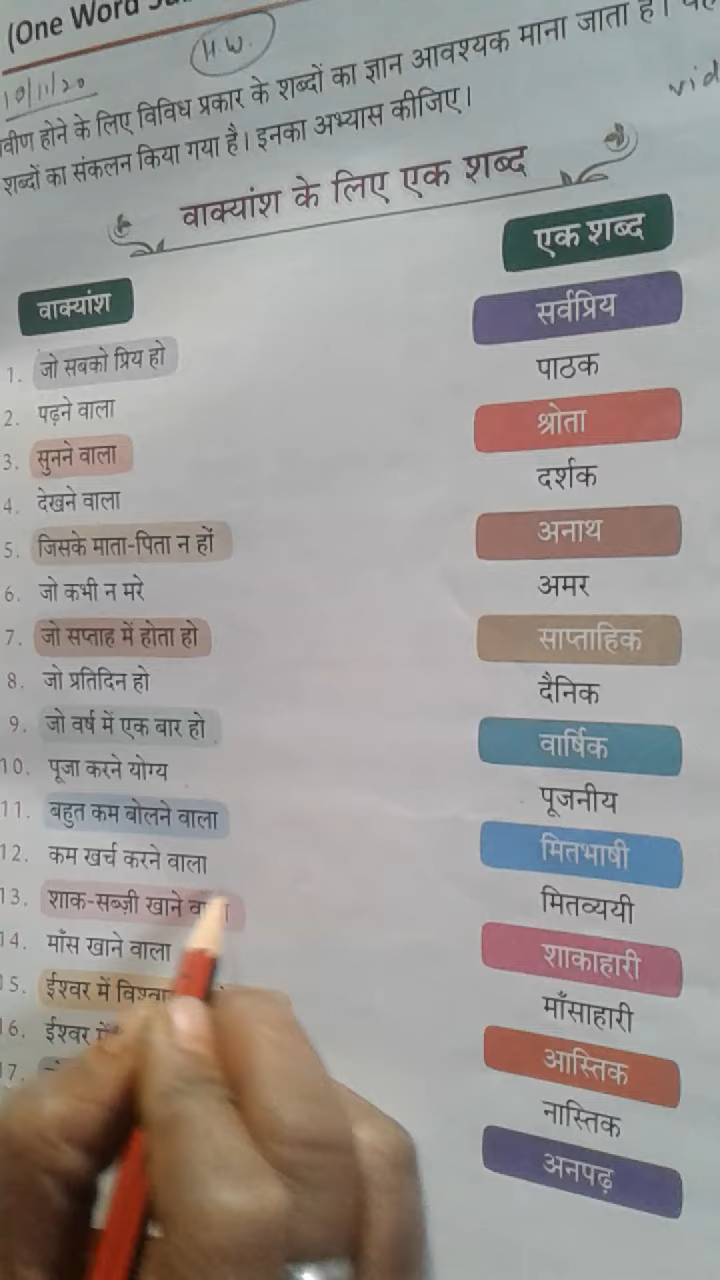 (One Word
H.W.
10/11/20
वीण होने के लिए विविध प्रकार के शब्दों का ज्ञान आवश्यक माना जाता है।
vid
शब्दों का संकलन किया गया है। इनका अभ्यास कीजिए।
वाक्यांश के लिए एक शब्द
वाक्यांश एक शब्द
1. जो सबको प्रिय हो सर्वप्रिय
2. पढ़ने वाला पाठक
3. सुनने वाला श्रोता
4. देखने वाला दर्शक
5. जिसके माता-पिता न हों अनाथ
6. जो कभी न मरे अमर
7. जो सप्ताह में होता हो साप्ताहिक
8. जो प्रतिदिन हो दैनिक
9. जो वर्ष में एक बार हो वार्षिक
10. पूजा करने योग्य पूजनीय
11. बहुत कम बोलने वाला मितभाषी
12. कम खर्च करने वाला मितव्ययी
13. शाक-सब्ज़ी खाने शाकाहारी
14. माँस खाने वाला माँसाहारी
15. ईश्वर में आस्तिक
16. ईश्वर में नास्तिक
17. अनपढ़